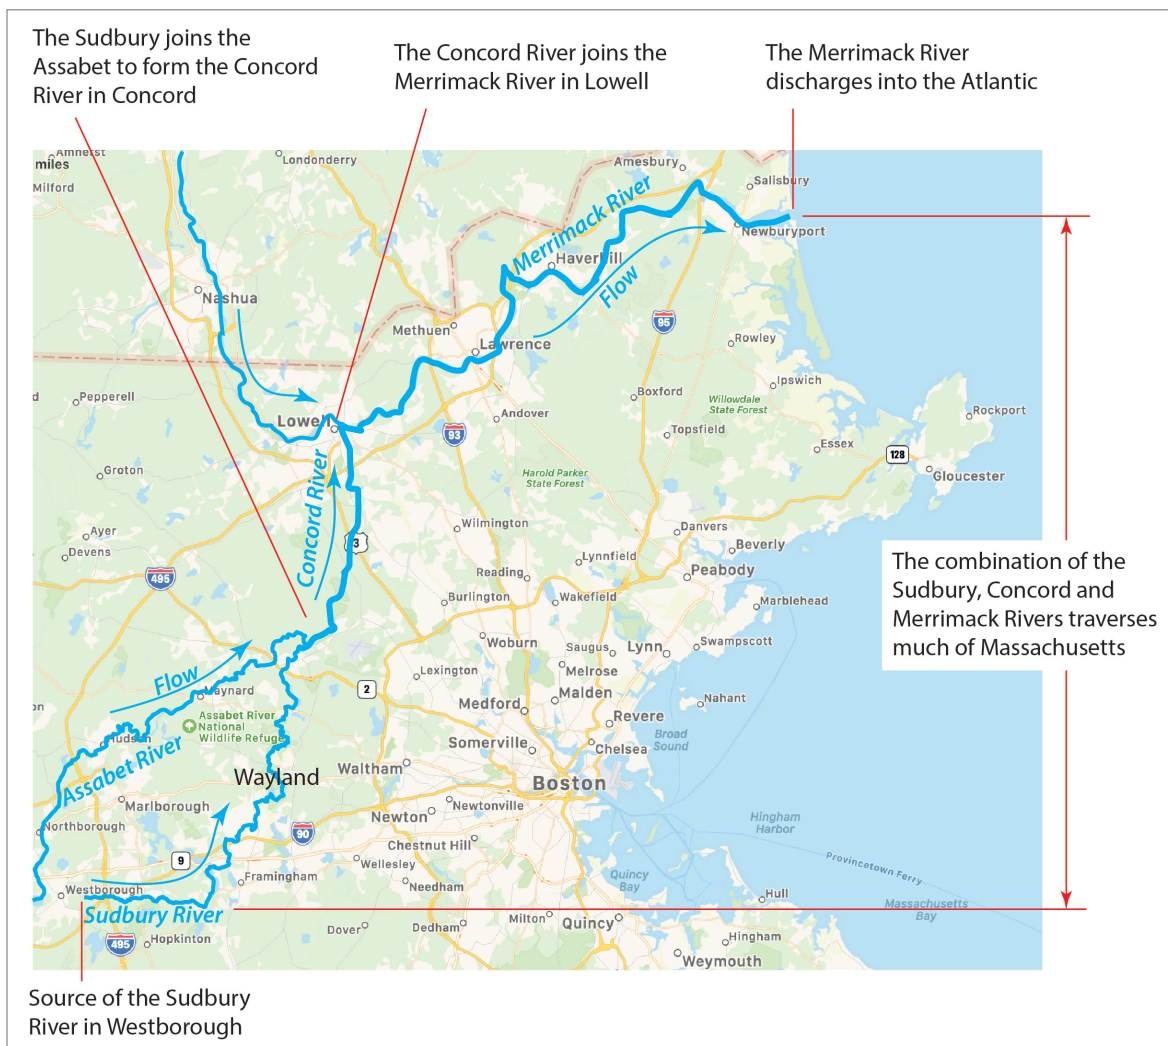 The Sudbury joins the
Assabet to form the Concord
River in Concord
The Concord River joins the
Merrimack River in Lowell
The Merrimack River
discharges into the Atlantic
Amherst
miles
Milford
Londonderry
Amesbury
Salisbury
Merrimack River
Newburyport
Haverhill
Flow
Nashua
Methuen
Lawrence
95
Rowley
Pepperell
Boxford
Ipswich
Willowdale
State Forest
Rockport
Lowell
93
Andover
Topsfield
Essex
128
Groton
Harold Parker
State Forest
Gloucester
Concord River
Wilmington
Danvers
Ayer
Devens
3
Beverly
Lynnfield
Peabody
495
Reading
Burlington
Wakefield
Marblehead
The combination of the
Sudbury, Concord and
Merrimack Rivers traverses
much of Massachusetts
Woburn
Saugus
Lynn
Swampscott
Flow
Maynard
2
Lexington
Melrose
Malden
Nahant
Medford
Revere
Assabet River
National
Wildlife Refuge
Hudson
Broad
Sound
Somerville
Chelsea
Assabet River
Wayland
Waltham
Boston
Marlborough
Newtonville
Newton
Hingham
Harbor
Northborough
90
Chestnut Hill
9
Wellesley
Provincetown Ferry
Framingham
Needham
Quincy
Bay
Westborough
Hull
Massachusetts
Bay
Sudbury River
Milton
Quincy
Dover
Dedham
495
Hopkinton
Hingham
Weymouth
Source of the Sudbury
River in Westborough